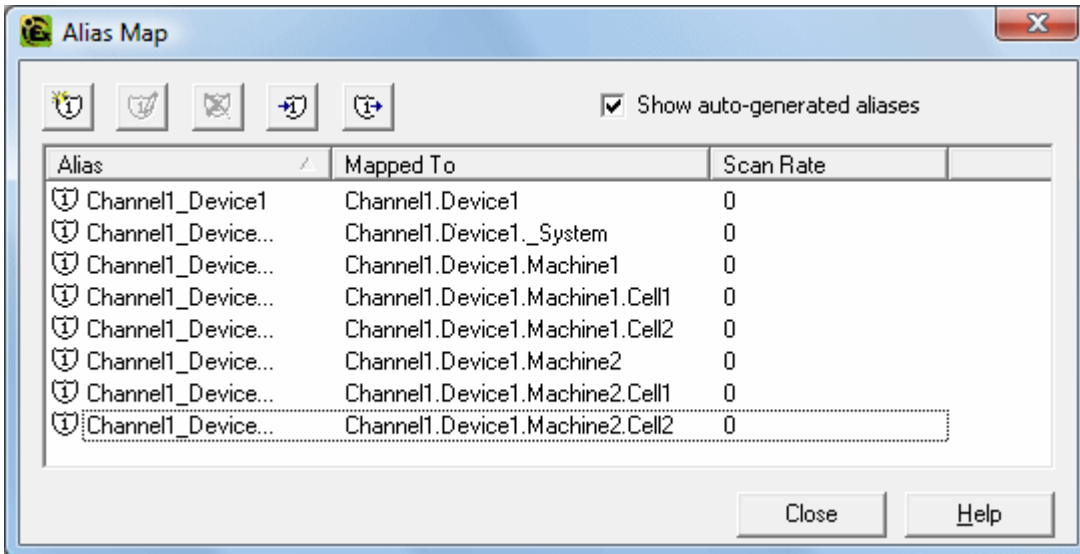 Alias Map
Show auto-generated aliases
Alias Mapped To Scan Rate
Channel1_Device1 Channel1.Device1 0
Channel1_Device... Channel1.Device1._System 0
Channel1_Device... Channel1.Device1.Machine1 0
Channel1_Device... Channel1.Device1.Machine1.Cell1 0
Channel1_Device... Channel1.Device1.Machine1.Cell2 0
Channel1_Device... Channel1.Device1.Machine2 0
Channel1_Device... Channel1.Device1.Machine2.Cell1 0
Channel1_Device... Channel1.Device1.Machine2.Cell2 0
Close Help